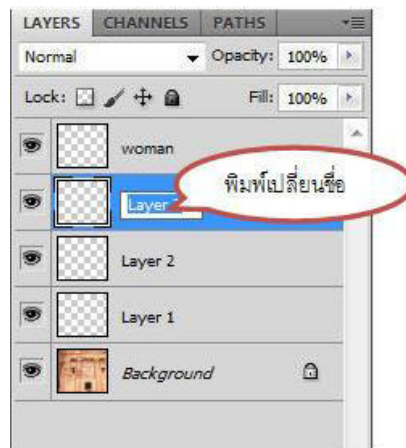 LAYERS CHANNELS PATHS
Normal Opacity: 100%
Lock: Fill: 100%
woman
Layer
พิมพ์เปลี่ยนชื่อ
Layer 2
Layer 1
Background